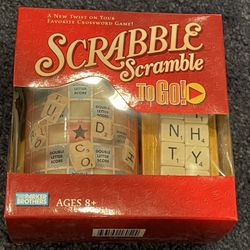 A NEW TWIST ON YOUR
FAVORITE CROSSWORD GAME!
SCRABBLE
Scramble
To Go!
DOUBLE
LETTER
SCORE
DOUBLE
LETTER
SCORE
U
D
C
O
DOUBLE
LETTER
SCORE
DOUBLE
LETTER
SCORE
H
N
T
Y
PARKER
BROTHERS
AGES 8+